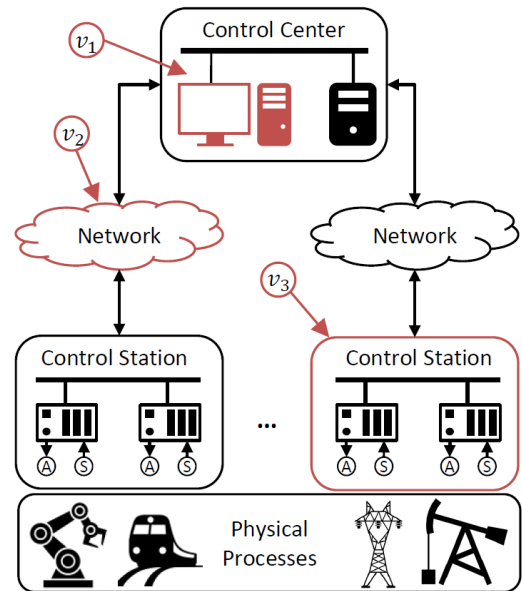 v₁
Control Center
v₂
Network
Network
v₃
Control Station
Control Station
...
A S A S
A S A S
Physical
Processes